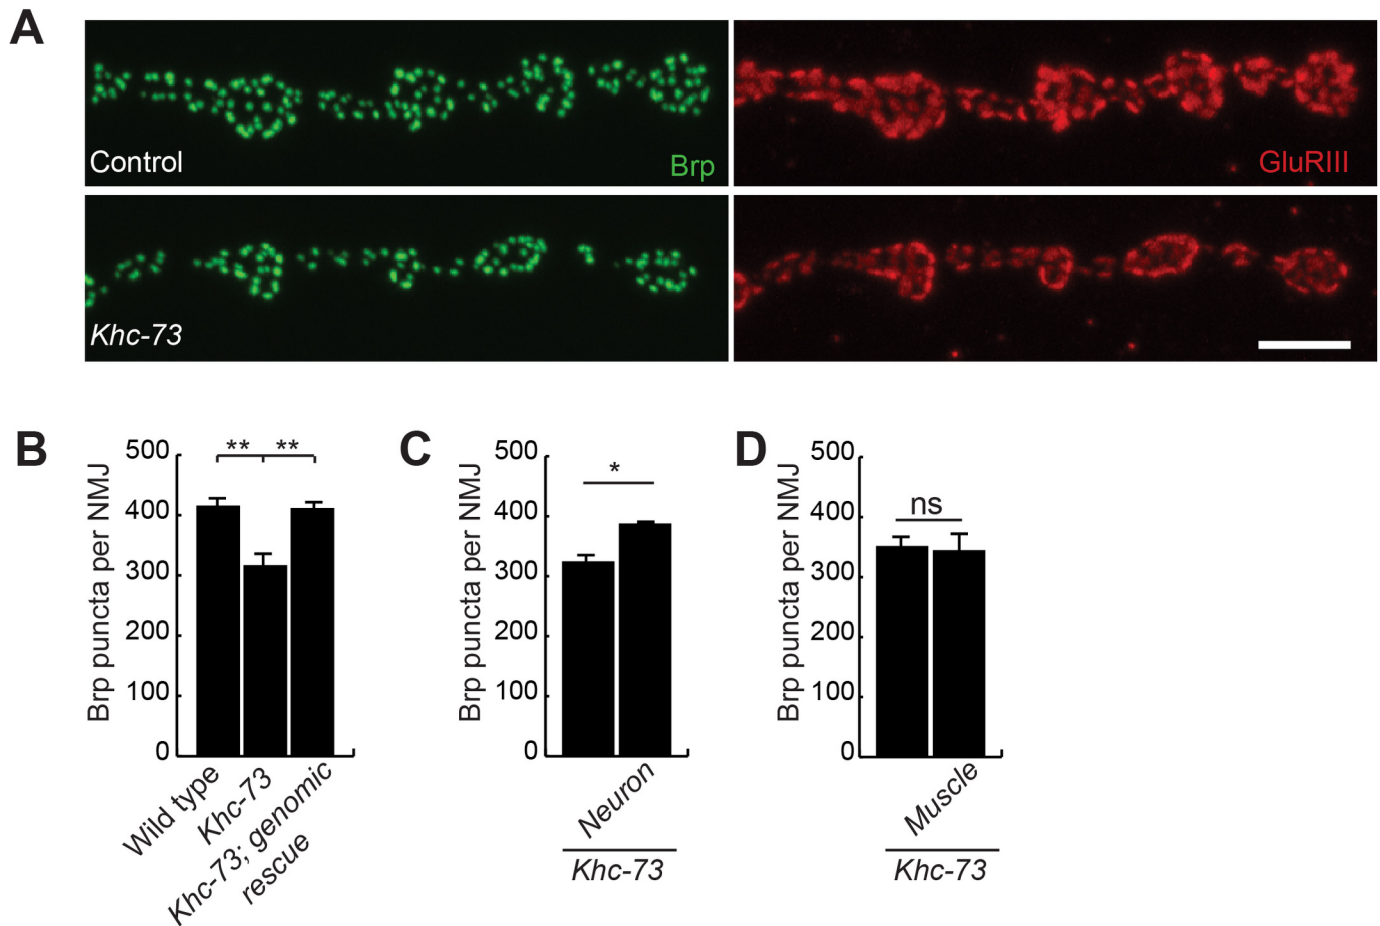 A
Control
Brp
GluRIII
Khc-73
B
Brp puncta per NMJ
500
400
300
200
100
0
** **
Wild type
Khc-73
Khc-73; genomic
rescue
C
Brp puncta per NMJ
500
400
300
200
100
0
*
Neuron
Khc-73
D
Brp puncta per NMJ
500
400
300
200
100
0
ns
Muscle
Khc-73